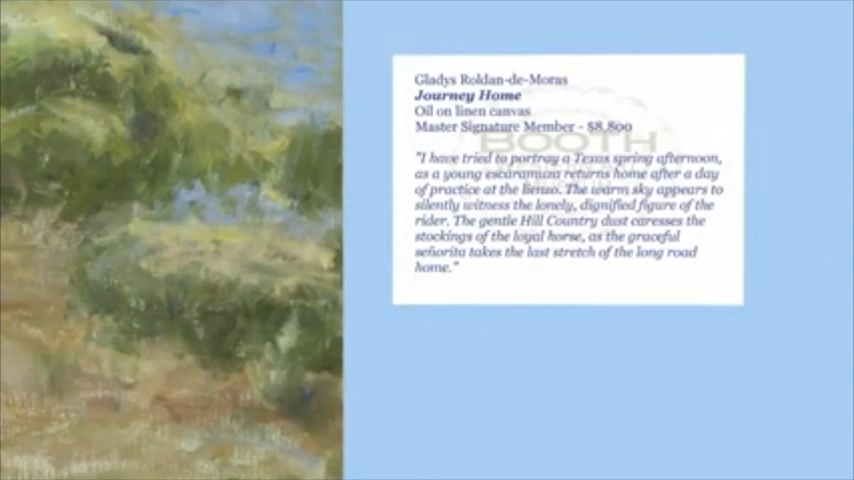 Gladys Roldan-de-Moras
Journey Home
Oil on linen canvas
Master Signature Member - $8,800
BOOTH
"I have tried to portray a Texas spring afternoon,
as a young escaramuza returns home after a day
of practice at the lienzo. The warm sky appears to
silently witness the lonely, dignified figure of the
rider. The gentle Hill Country dust caresses the
stockings of the loyal horse, as the graceful
señorita takes the last stretch of the long road
home."